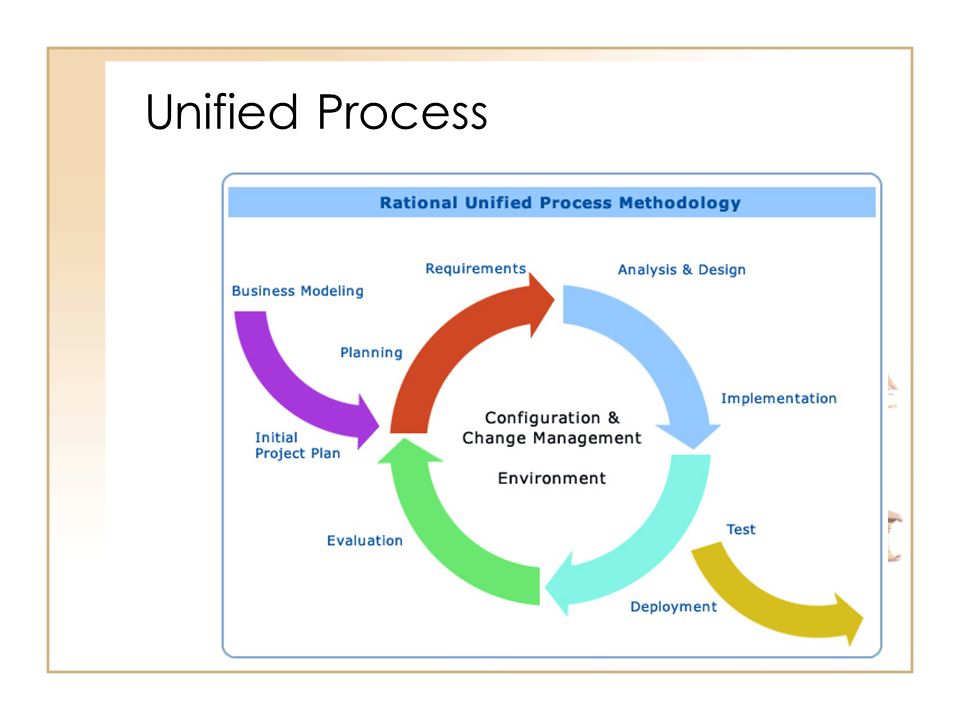 Unified Process
Rational Unified Process Methodology
Requirements
Analysis & Design
Business Modeling
Planning
Implementation
Configuration &
Change Management
Initial
Project Plan
Environment
Test
Evaluation
Deployment